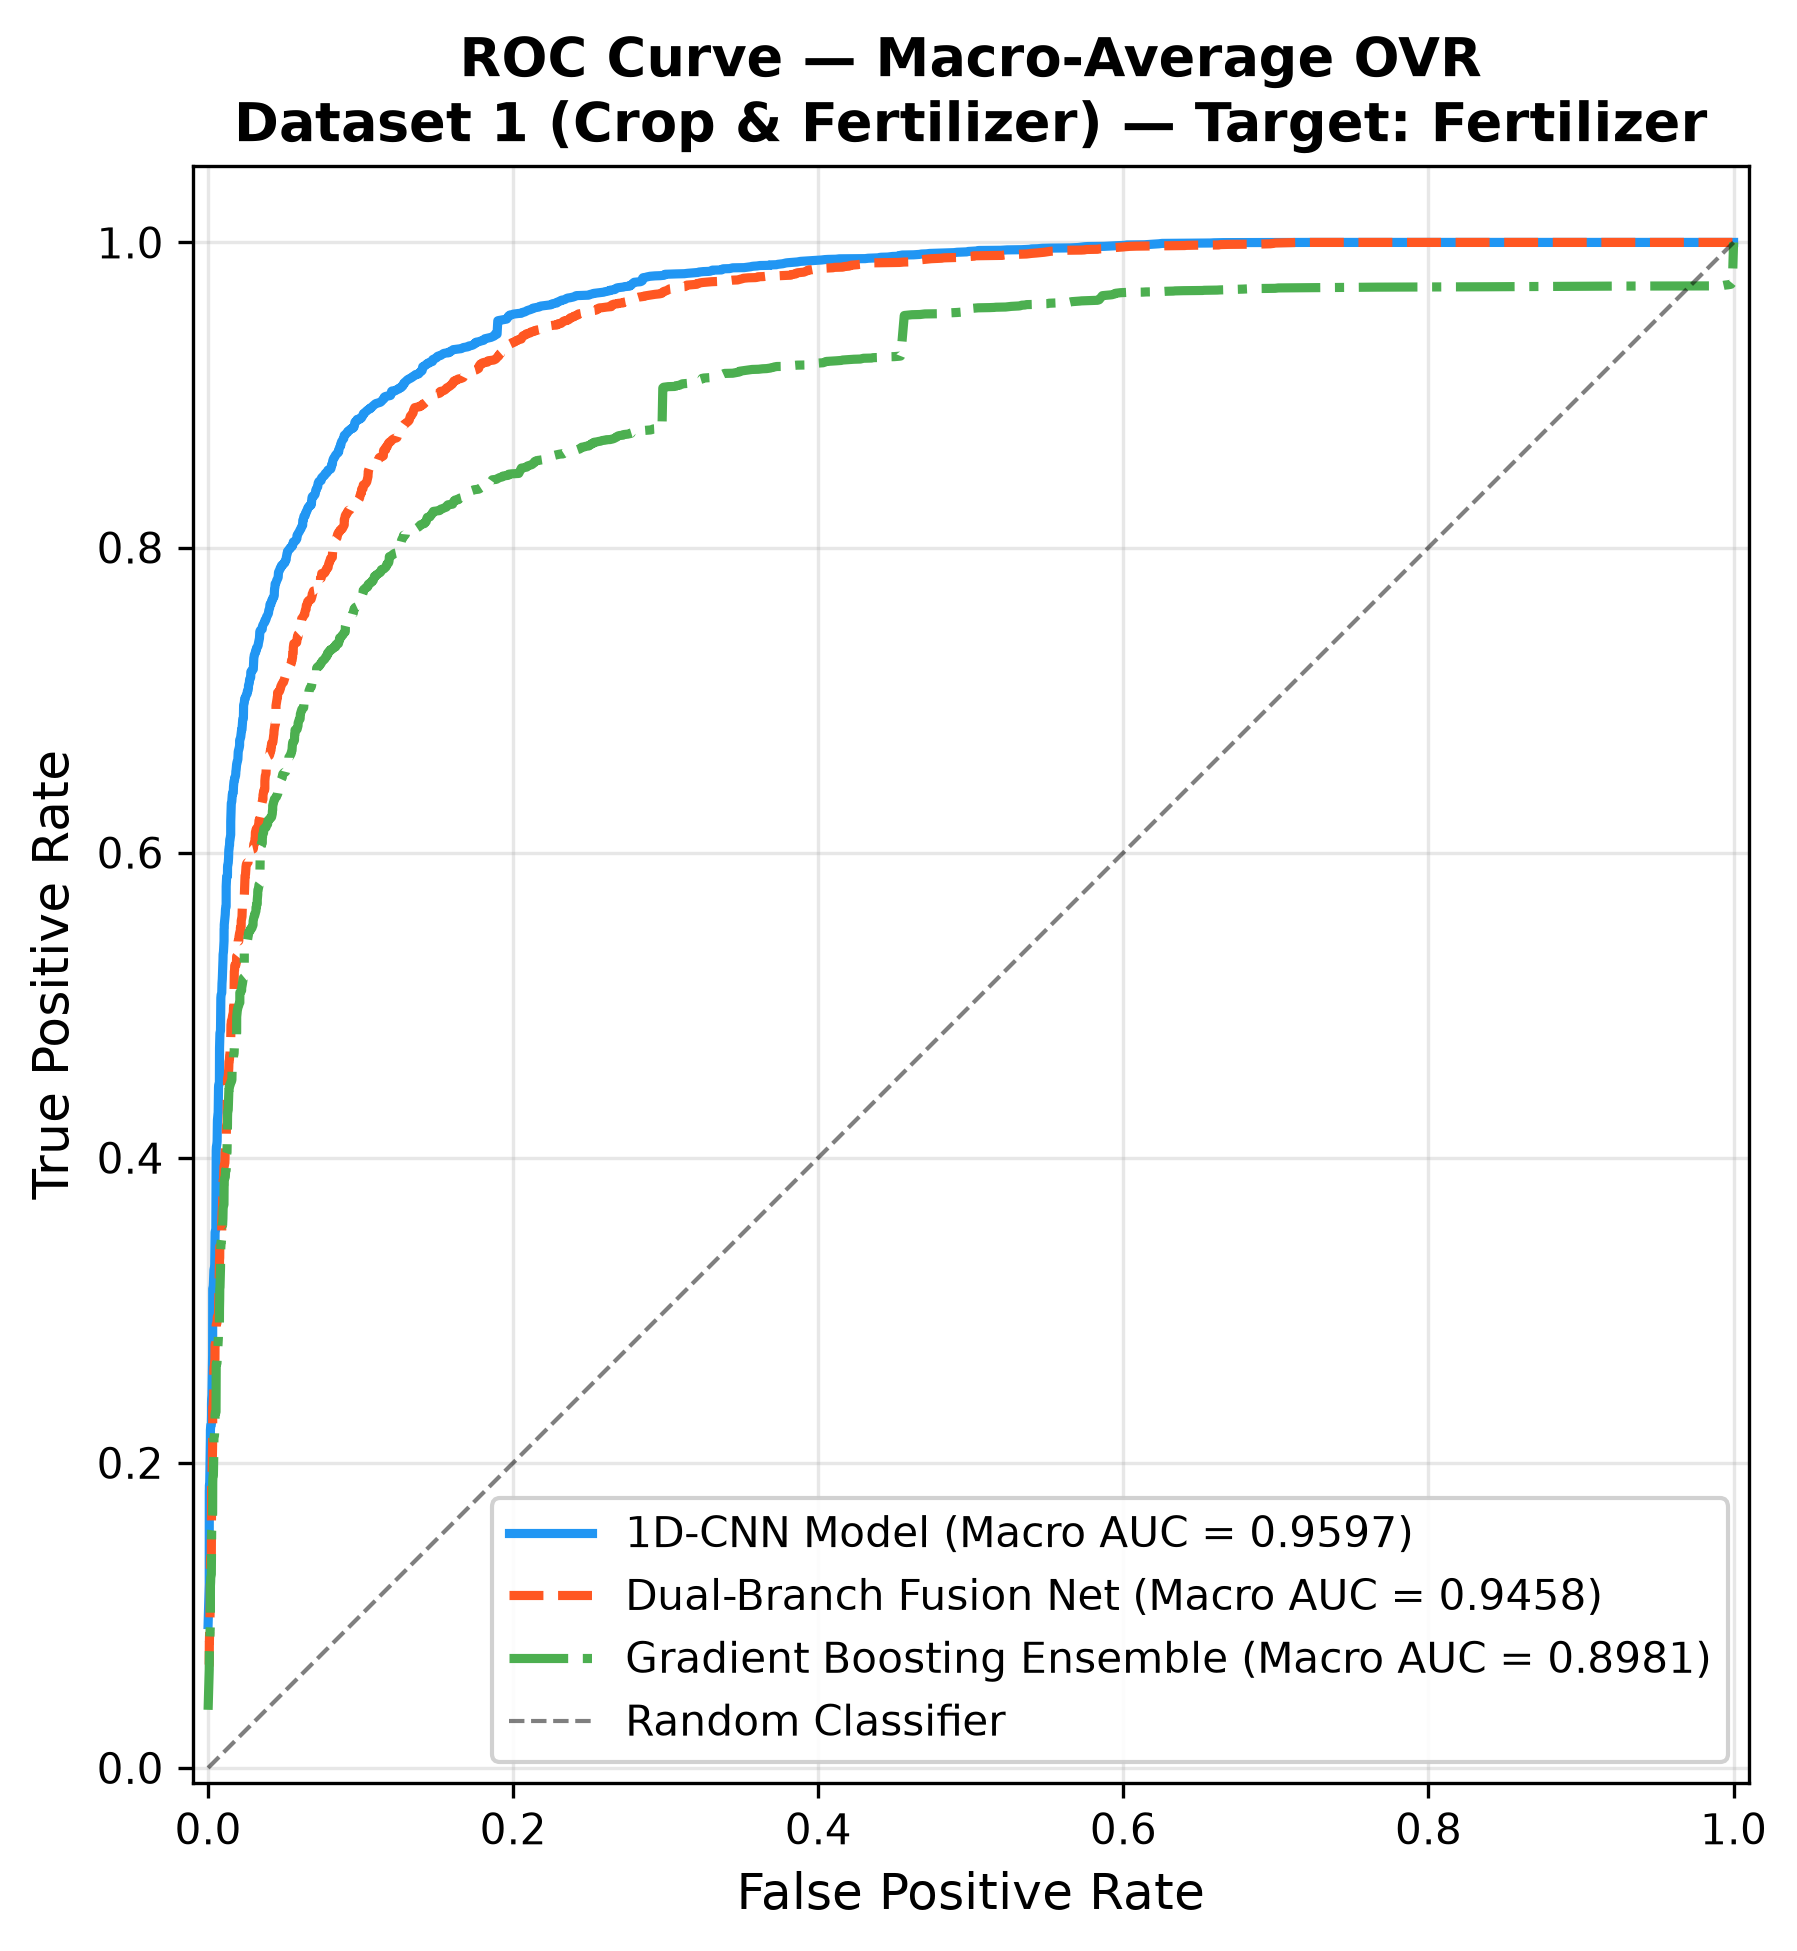 ROC Curve — Macro-Average OVR
Dataset 1 (Crop & Fertilizer) — Target: Fertilizer
True Positive Rate
1.0
0.8
0.6
0.4
0.2
0.0
1D-CNN Model (Macro AUC = 0.9597)
Dual-Branch Fusion Net (Macro AUC = 0.9458)
Gradient Boosting Ensemble (Macro AUC = 0.8981)
Random Classifier
0.0 0.2 0.4 0.6 0.8 1.0
False Positive Rate